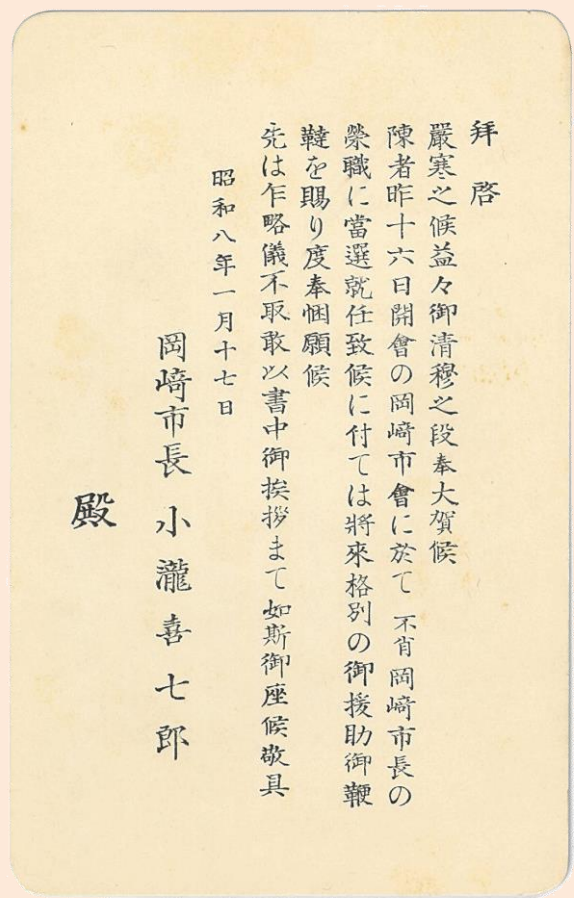 拝啓
嚴寒之候益々御清穆之段奉大賀候
陳者昨十六日開會の岡﨑市會に於て不肖岡﨑市長の
榮職に當選就任致候に付ては將來格別の御援助御鞭
韃を賜り度奉悃願候
先は乍略儀不取敢以書中御挨拶まて如斯御座候敬具
昭和八年一月十七日
岡﨑市長 小瀧喜七郎
殿